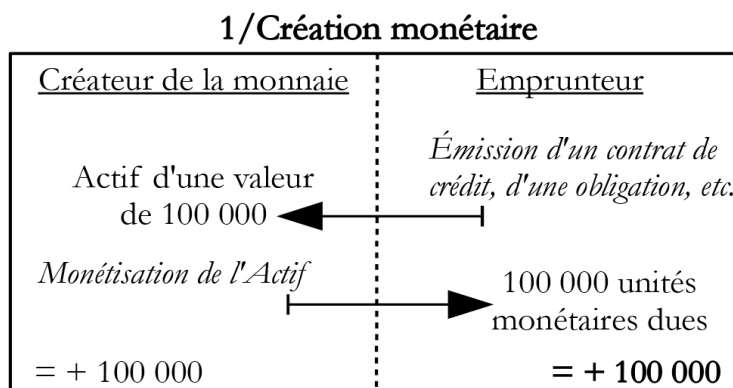 1/Création monétaire
Créateur de la monnaie
Actif d'une valeur
de 100 000
Monétisation de l'Actif
= + 100 000
Emprunteur
Émission d'un contrat de
crédit, d'une obligation, etc.
100 000 unités
monétaires dues
= + 100 000